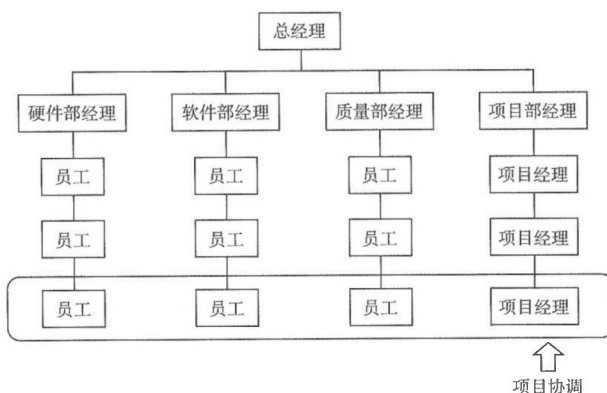 总经理
硬件部经理 软件部经理 质量部经理 项目部经理
员工 员工 员工 项目经理
员工 员工 员工 项目经理
员工 员工 员工 项目经理
项目协调